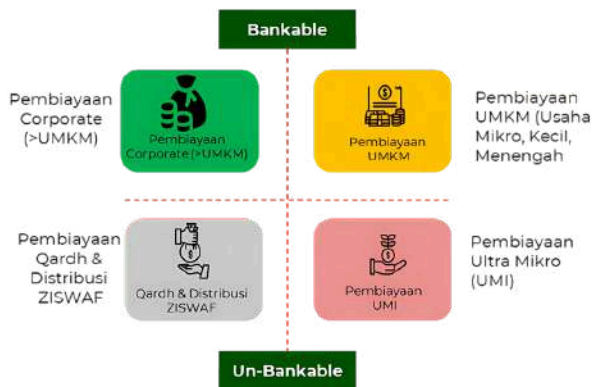 Bankable
Pembiayaan
Corporate
(>UMKM)
Pembiayaan
Corporate (>UMKM)
Pembiayaan
UMKM
Pembiayaan
UMKM (Usaha
Mikro, Kecil,
Menengah
Pembiayaan
Qardh &
Distribusi
ZISWAF
Qardh & Distribusi
ZISWAF
Pembiayaan
UMI
Pembiayaan
Ultra Mikro
(UMI)
Un-Bankable